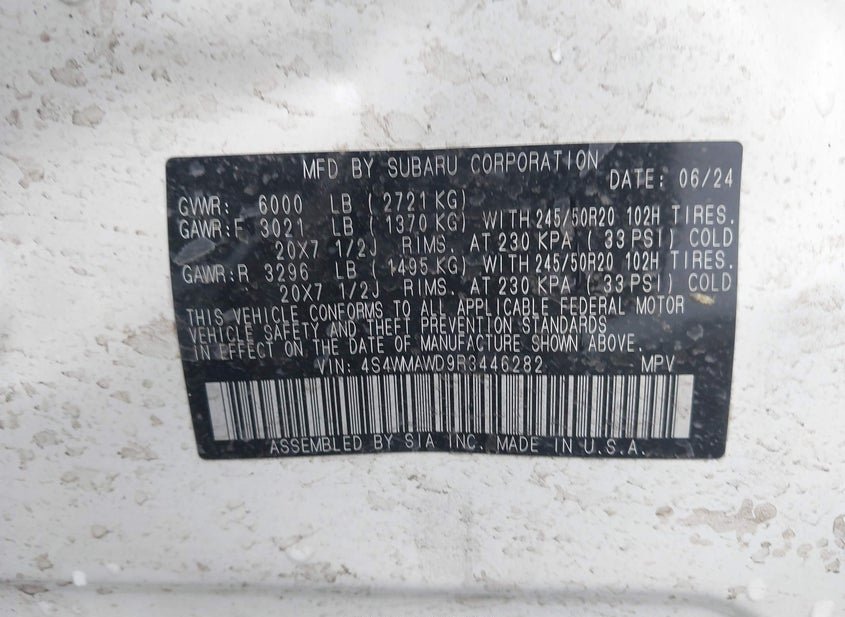 MFD BY SUBARU CORPORATION
DATE: 06/24
GVWR: 6000 LB (2721 KG)
GAWR:F 3021 LB (1370 KG) WITH 245/50R20 102H TIRES.
20X7 1/2J RIMS. AT 230 KPA ( 33 PSI) COLD
GAWR:R 3296 LB (1495 KG) WITH 245/50R20 102H TIRES.
20X7 1/2J RIMS. AT 230 KPA ( 33 PSI) COLD
THIS VEHICLE CONFORMS TO ALL APPLICABLE FEDERAL MOTOR
VEHICLE SAFETY AND THEFT PREVENTION STANDARDS
IN EFFECT ON THE DATE OF MANUFACTURE SHOWN ABOVE.
VIN: 4S4WMAWD9R3446282 MPV
ASSEMBLED BY SIA INC. MADE IN U.S.A.